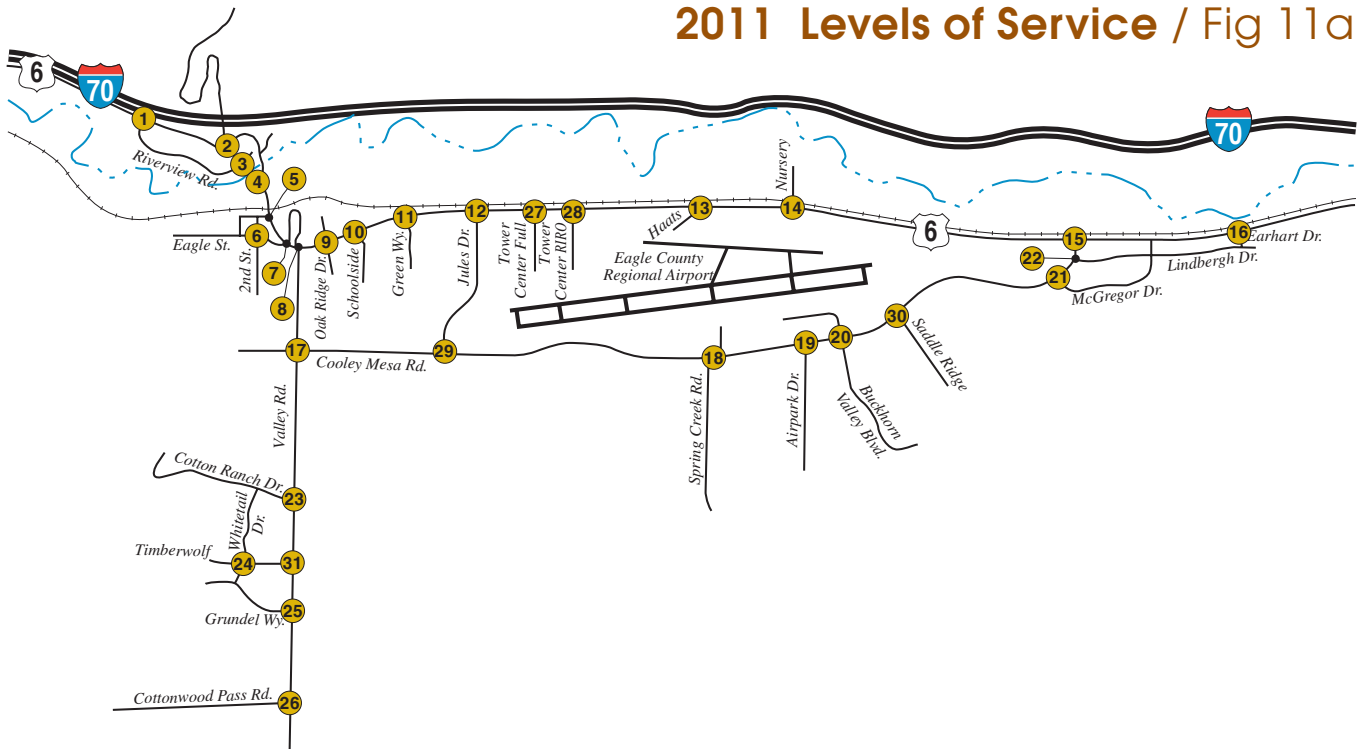 2011 Levels of Service / Fig 11a
6
70
70
1
2
3
4
5
Riverview Rd.
Nursery
Eagle St.
2nd St.
6
7
8
9
10
11
12
27
28
13
14
6
15
16
Earhart Dr.
Oak Ridge Dr.
Schoolside
Green Wy.
Jules Dr.
Tower
Center Full
Tower
Center RIRO
Haats
Eagle County
Regional Airport
22
21
Lindbergh Dr.
McGregor Dr.
17
Cooley Mesa Rd.
29
18
19
20
30
Saddle Ridge
Valley Rd.
Spring Creek Rd.
Airpark Dr.
Buckhorn
Valley Blvd.
Cotton Ranch Dr.
23
Whitetail
Dr.
Timberwolf
24
31
Grundel Wy.
25
Cottonwood Pass Rd.
26